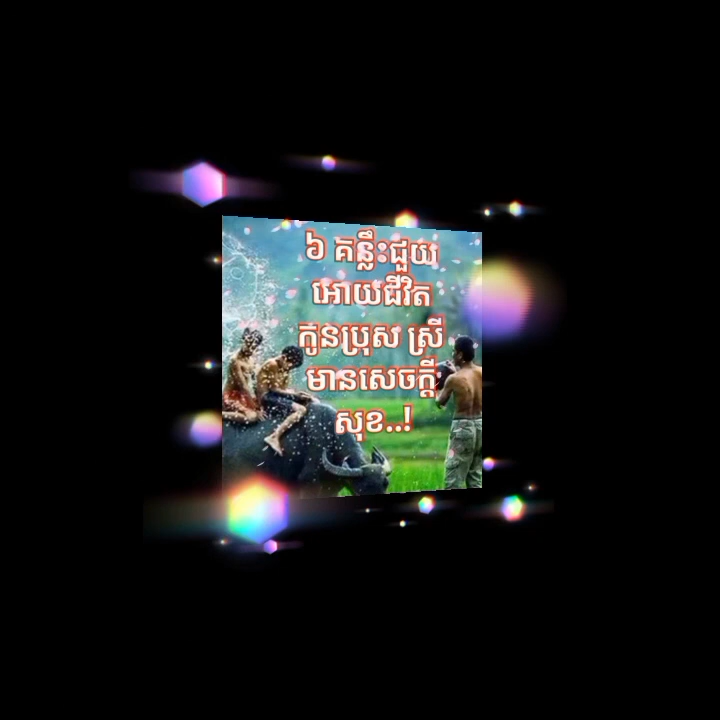 ៦ គន្លឹះជួយ
អោយជីវិត
កូនប្រុស ស្រី
មានសេចក្ដី
សុខ..!